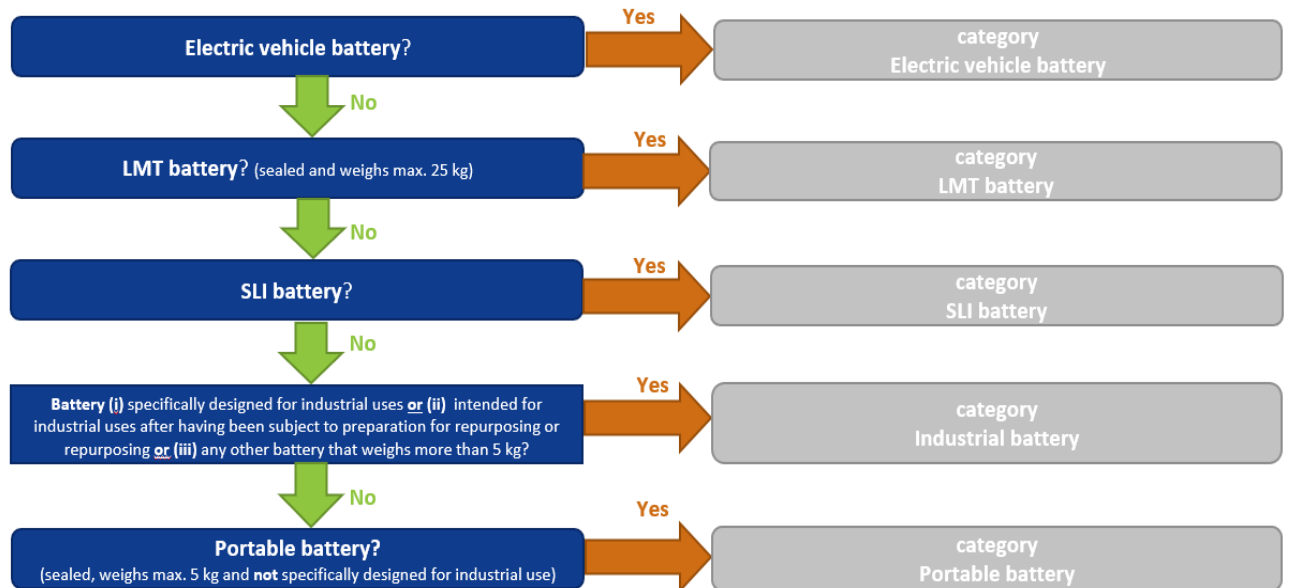 Yes
Electric vehicle battery?
category
Electric vehicle battery
No
Yes
LMT battery? (sealed and weighs max. 25 kg)
category
LMT battery
No
Yes
SLI battery?
category
SLI battery
No
Yes
Battery (i) specifically designed for industrial uses or (ii) intended for
industrial uses after having been subject to preparation for repurposing or
repurposing or (iii) any other battery that weighs more than 5 kg?
category
Industrial battery
No
Yes
Portable battery?
(sealed, weighs max. 5 kg and not specifically designed for industrial use)
category
Portable battery